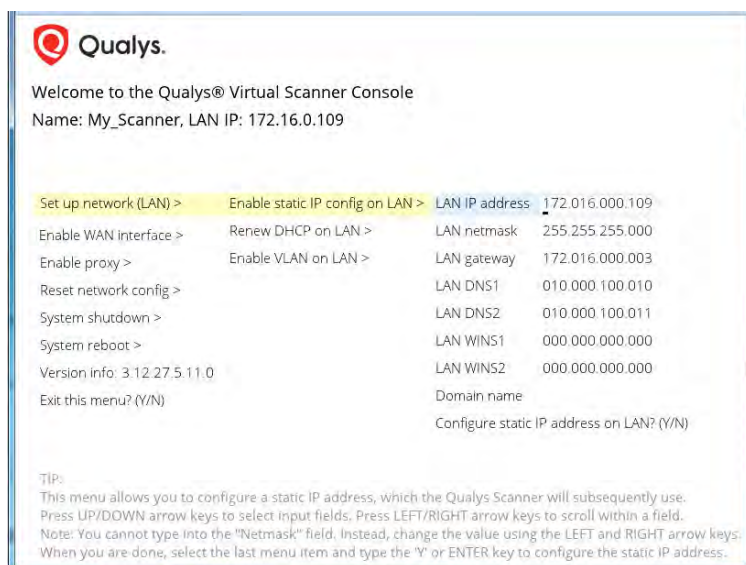 Qualys.
Welcome to the Qualys® Virtual Scanner Console
Name: My_Scanner, LAN IP: 172.16.0.109
Set up network (LAN) > Enable static IP config on LAN > LAN IP address 172.016.000.109
Enable WAN interface > Renew DHCP on LAN > LAN netmask 255.255.255.000
Enable proxy > Enable VLAN on LAN > LAN gateway 172.016.000.003
Reset network config > LAN DNS1 010.000.100.010
System shutdown > LAN DNS2 010.000.100.011
System reboot > LAN WINS1 000.000.000.000
Version info: 3.12.27.5.11.0 LAN WINS2 000.000.000.000
Exit this menu? (Y/N) Domain name
Configure static IP address on LAN? (Y/N)
TIP:
This menu allows you to configure a static IP address, which the Qualys Scanner will subsequently use.
Press UP/DOWN arrow keys to select input fields. Press LEFT/RIGHT arrow keys to scroll within a field.
Note: You cannot type into the "Netmask" field. Instead, change the value using the LEFT and RIGHT arrow keys.
When you are done, select the last menu item and type the 'Y' or ENTER key to configure the static IP address.